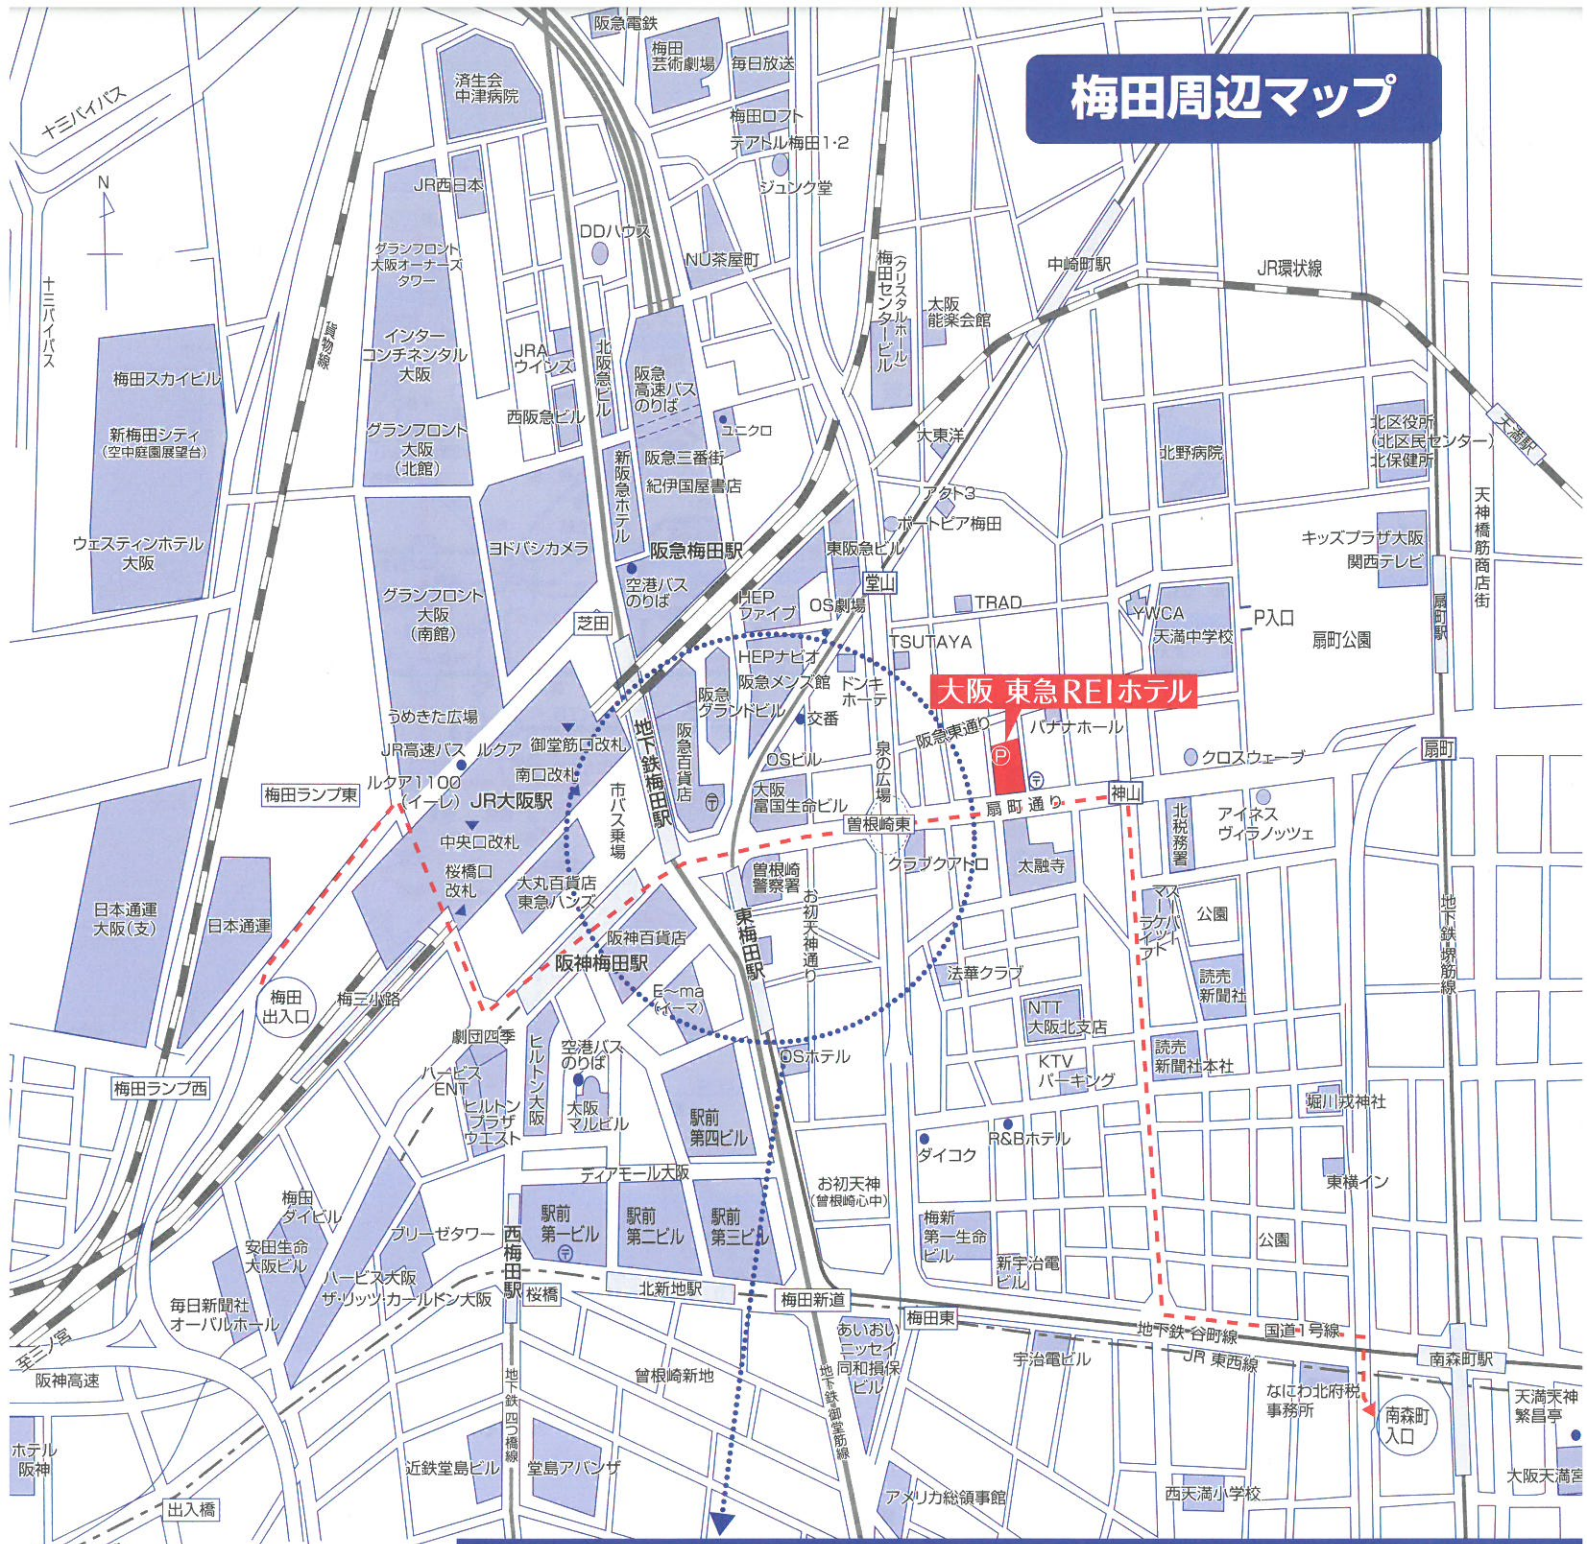 梅田周辺マップ
阪急電鉄
梅田
芸術劇場
毎日放送
済生会
中津病院
十三バイパス
梅田ロフト
テアトル梅田1・2
ジュンク堂
N
JR西日本
DDハウス
NU茶屋町
グランフロント
大阪オーナーズ
タワー
十三バイパス
貨物線
梅田センタービル
(クリスタルホール)
中崎町駅
JR環状線
大阪
能楽会館
インター
コンチネンタル
大阪
JRA
ウインズ
北阪急ビル
阪急
高速バス
のりば
梅田スカイビル
新梅田シティ
(空中庭園展望台)
西阪急ビル
ユニクロ
グランフロント
大阪
(北館)
新阪急ホテル
阪急三番街
紀伊国屋書店
大東洋
北野病院
北区役所
(北区民センター)
北保健所
天満駅
アクト3
ボートピア梅田
ウェスティンホテル
大阪
ヨドバシカメラ
阪急梅田駅
東阪急ビル
天神橋筋商店街
キッズプラザ大阪
関西テレビ
空港バス
のりば
堂山
グランフロント
大阪
(南館)
HEP
ファイブ
OS劇場
TRAD
YWCA
天満中学校
P入口
扇町公園
扇町駅
芝田
TSUTAYA
HEPナビオ
阪急メンズ館
ドンキ
ホーテ
大阪 東急REIホテル
阪急
グランドビル
交番
うめきた広場
御堂筋口改札
地下鉄梅田駅
阪急百貨店
阪急東通り
バナナホール
JR高速バス
ルクア
南口改札
OSビル
泉の広場
P
クロスウェーブ
扇町
梅田ランプ東
ルクア1100
(イーレ)
JR大阪駅
市バス乗場
大阪
富国生命ビル
扇町通り
神山
北税務署
アイネス
ヴィラノッツェ
中央口改札
曽根崎東
桜橋口
改札
大丸百貨店
東急ハンズ
曽根崎
警察署
クラブクアトロ
太融寺
お初天神通り
スーパー
マーケット
ライフ
公園
日本通運
大阪(支)
日本通運
阪神百貨店
東梅田駅
地下鉄・堺筋線
阪神梅田駅
法華クラブ
読売
新聞社
梅田
出入口
梅三小路
E～ma
(イーマ)
NTT
大阪北支店
劇団四季
ヒルトン大阪
空港バス
のりば
OSホテル
読売
新聞社本社
梅田ランプ西
ハービス
ENT
KTV
パーキング
ヒルトン
プラザ
ウエスト
大阪
マルビル
駅前
第四ビル
堀川戎神社
ダイコク
R&Bホテル
ディアモール大阪
お初天神
(曽根崎心中)
東横イン
梅田
ダイビル
西梅田駅
駅前
第一ビル
駅前
第二ビル
駅前
第三ビル
梅新
第一生命
ビル
ブリーゼタワー
安田生命
大阪ビル
公園
新宇治電
ビル
ハービス大阪
ザ・リッツ・カールトン大阪
桜橋
北新地駅
梅田新道
梅田東
毎日新聞社
オーバルホール
至三ノ宮
あいおい
ニッセイ
同和損保
ビル
地下鉄・谷町線
国道1号線
JR 東西線
南森町駅
宇治電ビル
阪神高速
曽根崎新地
なにわ北府税
事務所
南森町
入口
天満天神
繁昌亭
地下鉄 四つ橋線
地下鉄・御堂筋線
ホテル
阪神
近鉄堂島ビル
堂島アバンザ
アメリカ総領事館
西天満小学校
大阪天満宮
出入橋